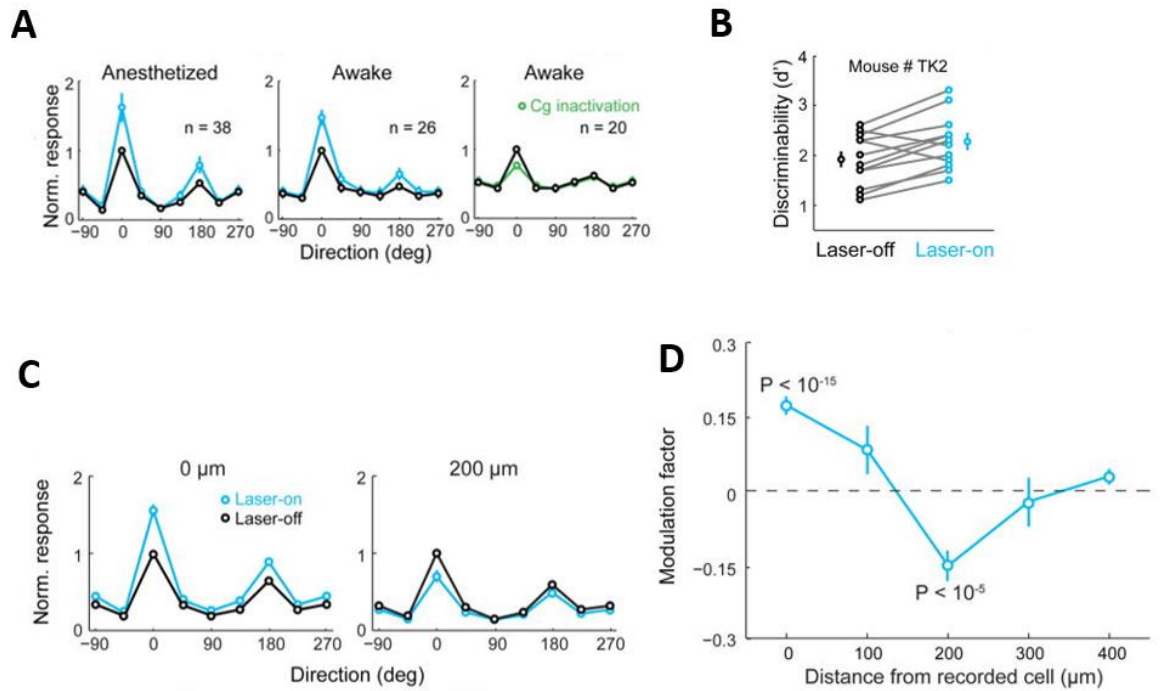 A
Anesthetized
Awake
Awake
Norm. response
2
1
0
n = 38
−90 0 90 180 270
2
1
0
n = 26
−90 0 90 180 270
2
1
0
Cg inactivation
n = 20
−90 0 90 180 270
Direction (deg)
B
Discriminability (d')
4
3
2
1
Mouse # TK2
Laser-off Laser-on
C
0 µm
200 µm
Norm. response
2
1
0
Laser-on
Laser-off
−90 0 90 180 270
2
1
0
−90 0 90 180 270
Direction (deg)
D
Modulation factor
0.3
0.15
0
−0.15
−0.3
P < 10⁻¹⁵
P < 10⁻⁵
0 100 200 300 400
Distance from recorded cell (µm)